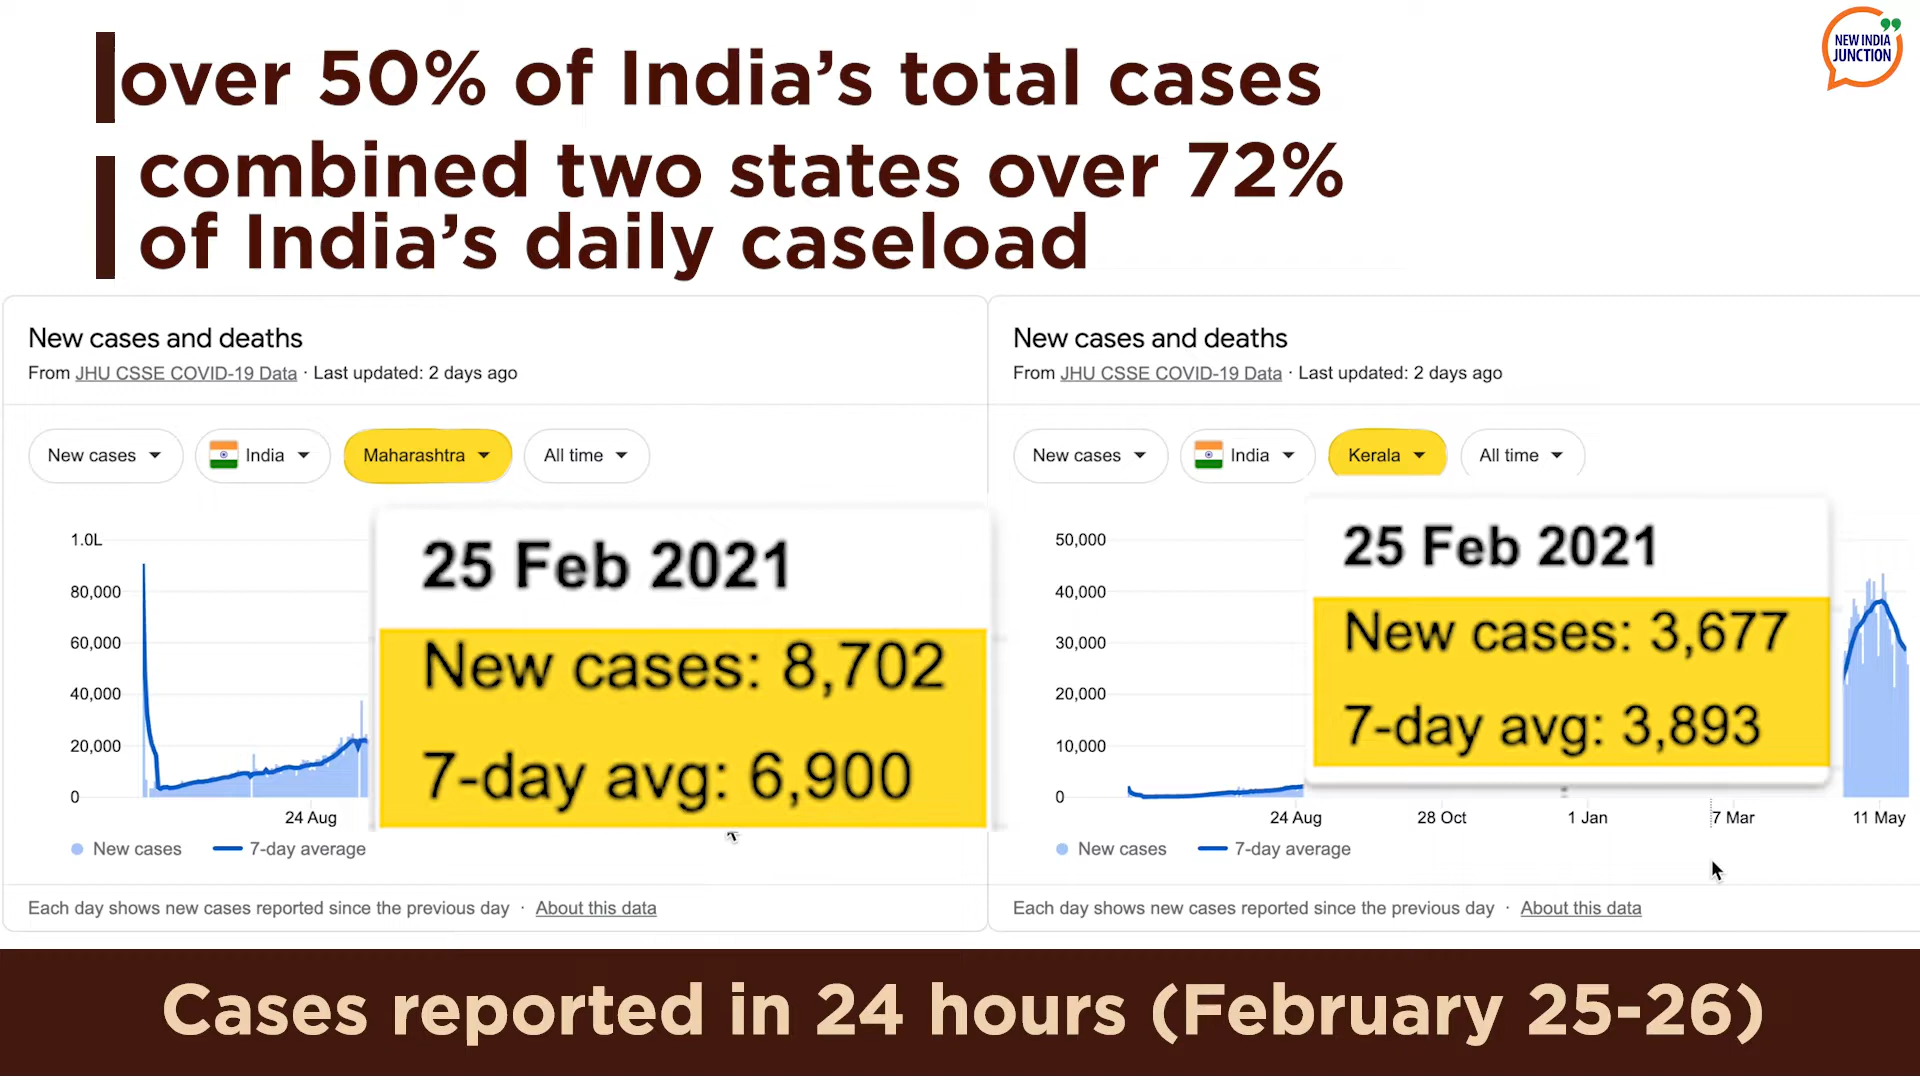 over 50% of India’s total cases
combined two states over 72%
of India’s daily caseload
NEW INDIA
JUNCTION
New cases and deaths
From JHU CSSE COVID-19 Data · Last updated: 2 days ago
New cases
India
Maharashtra
All time
1.0L
80,000
60,000
40,000
20,000
0
24 Aug
25 Feb 2021
New cases: 8,702
7-day avg: 6,900
New cases
7-day average
Each day shows new cases reported since the previous day · About this data
New cases and deaths
From JHU CSSE COVID-19 Data · Last updated: 2 days ago
New cases
India
Kerala
All time
50,000
40,000
30,000
20,000
10,000
0
25 Feb 2021
New cases: 3,677
7-day avg: 3,893
24 Aug
28 Oct
1 Jan
7 Mar
11 May
New cases
7-day average
Each day shows new cases reported since the previous day · About this data
Cases reported in 24 hours (February 25-26)